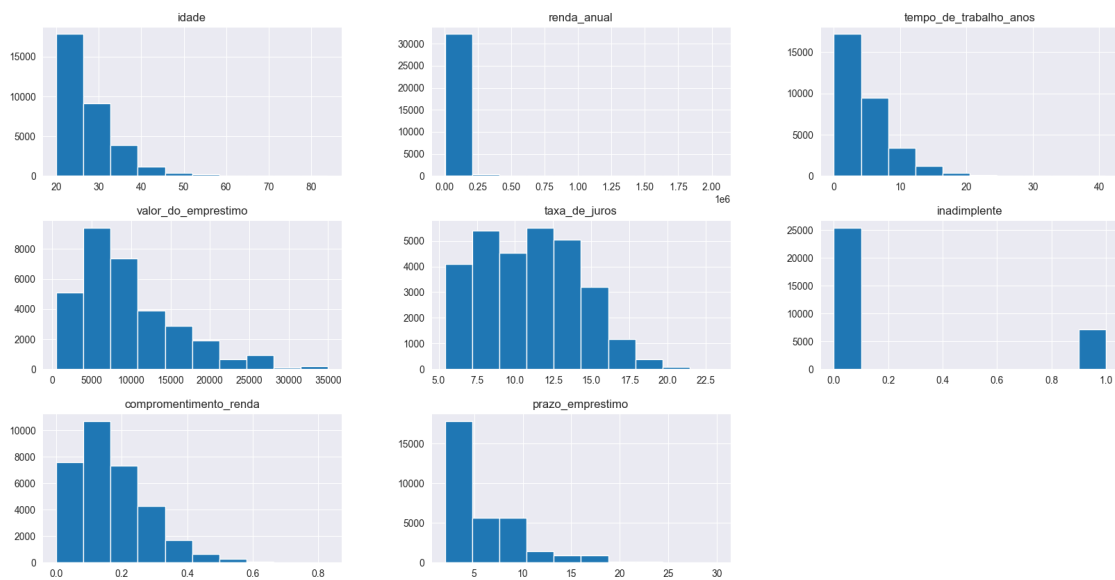 idade
15000
10000
5000
0
20 30 40 50 60 70 80
renda_anual
30000
25000
20000
15000
10000
5000
0
0.00 0.25 0.50 0.75 1.00 1.25 1.50 1.75 2.00
1e6
tempo_de_trabalho_anos
15000
10000
5000
0
0 10 20 30 40
valor_do_emprestimo
8000
6000
4000
2000
0
0 5000 10000 15000 20000 25000 30000 35000
taxa_de_juros
5000
4000
3000
2000
1000
0
5.0 7.5 10.0 12.5 15.0 17.5 20.0 22.5
inadimplente
25000
20000
15000
10000
5000
0
0.0 0.2 0.4 0.6 0.8 1.0
compromentimento_renda
10000
8000
6000
4000
2000
0
0.0 0.2 0.4 0.6 0.8
prazo_emprestimo
15000
10000
5000
0
5 10 15 20 25 30